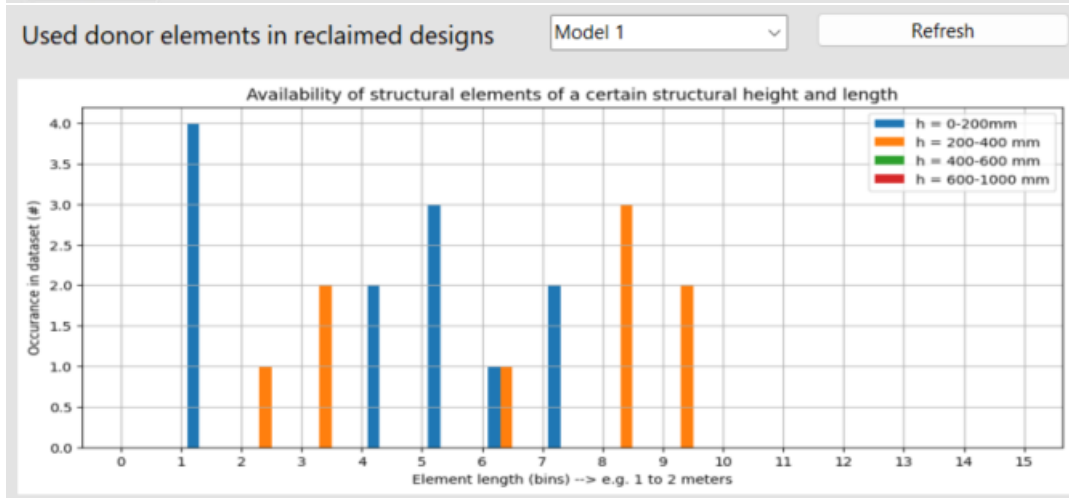 Used donor elements in reclaimed designs Model 1 Refresh
Availability of structural elements of a certain structural height and length
h = 0-200mm
h = 200-400 mm
h = 400-600 mm
h = 600-1000 mm
Occurance in dataset (#)
4.0
3.5
3.0
2.5
2.0
1.5
1.0
0.5
0.0
0 1 2 3 4 5 6 7 8 9 10 11 12 13 14 15
Element length (bins) --> e.g. 1 to 2 meters